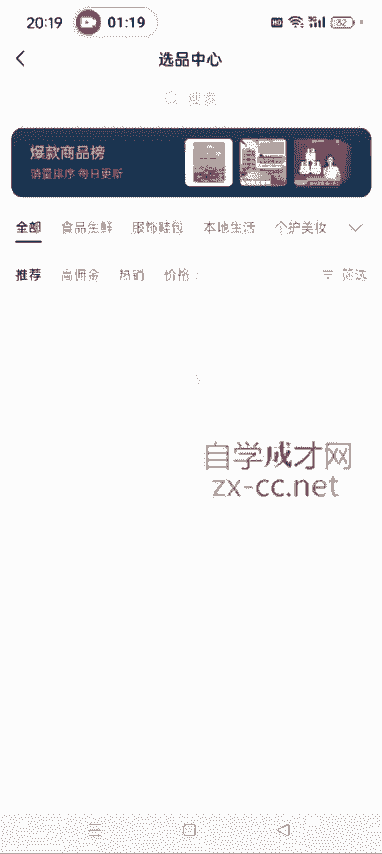 20:19 01:19 HD 5G 82
选品中心
搜索
爆款商品榜
销量排序 每日更新
全部 食品生鲜 服饰鞋包 本地生活 个护美妆
推荐 高佣金 热销 价格 筛选
自学成才网
zx-cc.net